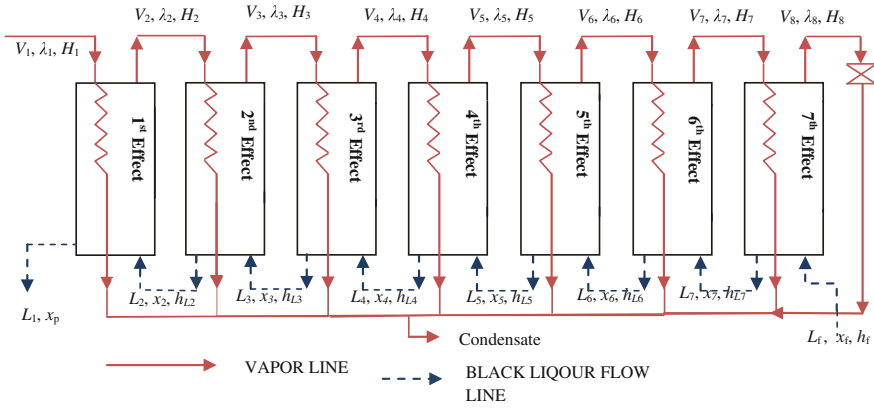 V2, λ2, H2
V3, λ3, H3
V4, λ4, H4
V5, λ5, H5
V6, λ6, H6
V7, λ7, H7
V8, λ8, H8
V1, λ1, H1
1st Effect
2nd Effect
3rd Effect
4th Effect
5th Effect
6th Effect
7th Effect
L2, x2, hL2
L3, x3, hL3
L4, x4, hL4
L5, x5, hL5
L6, x6, hL6
L7, x7, hL7
L1, xp
Lf, xf, hf
Condensate
VAPOR LINE
BLACK LIQOUR FLOW
LINE